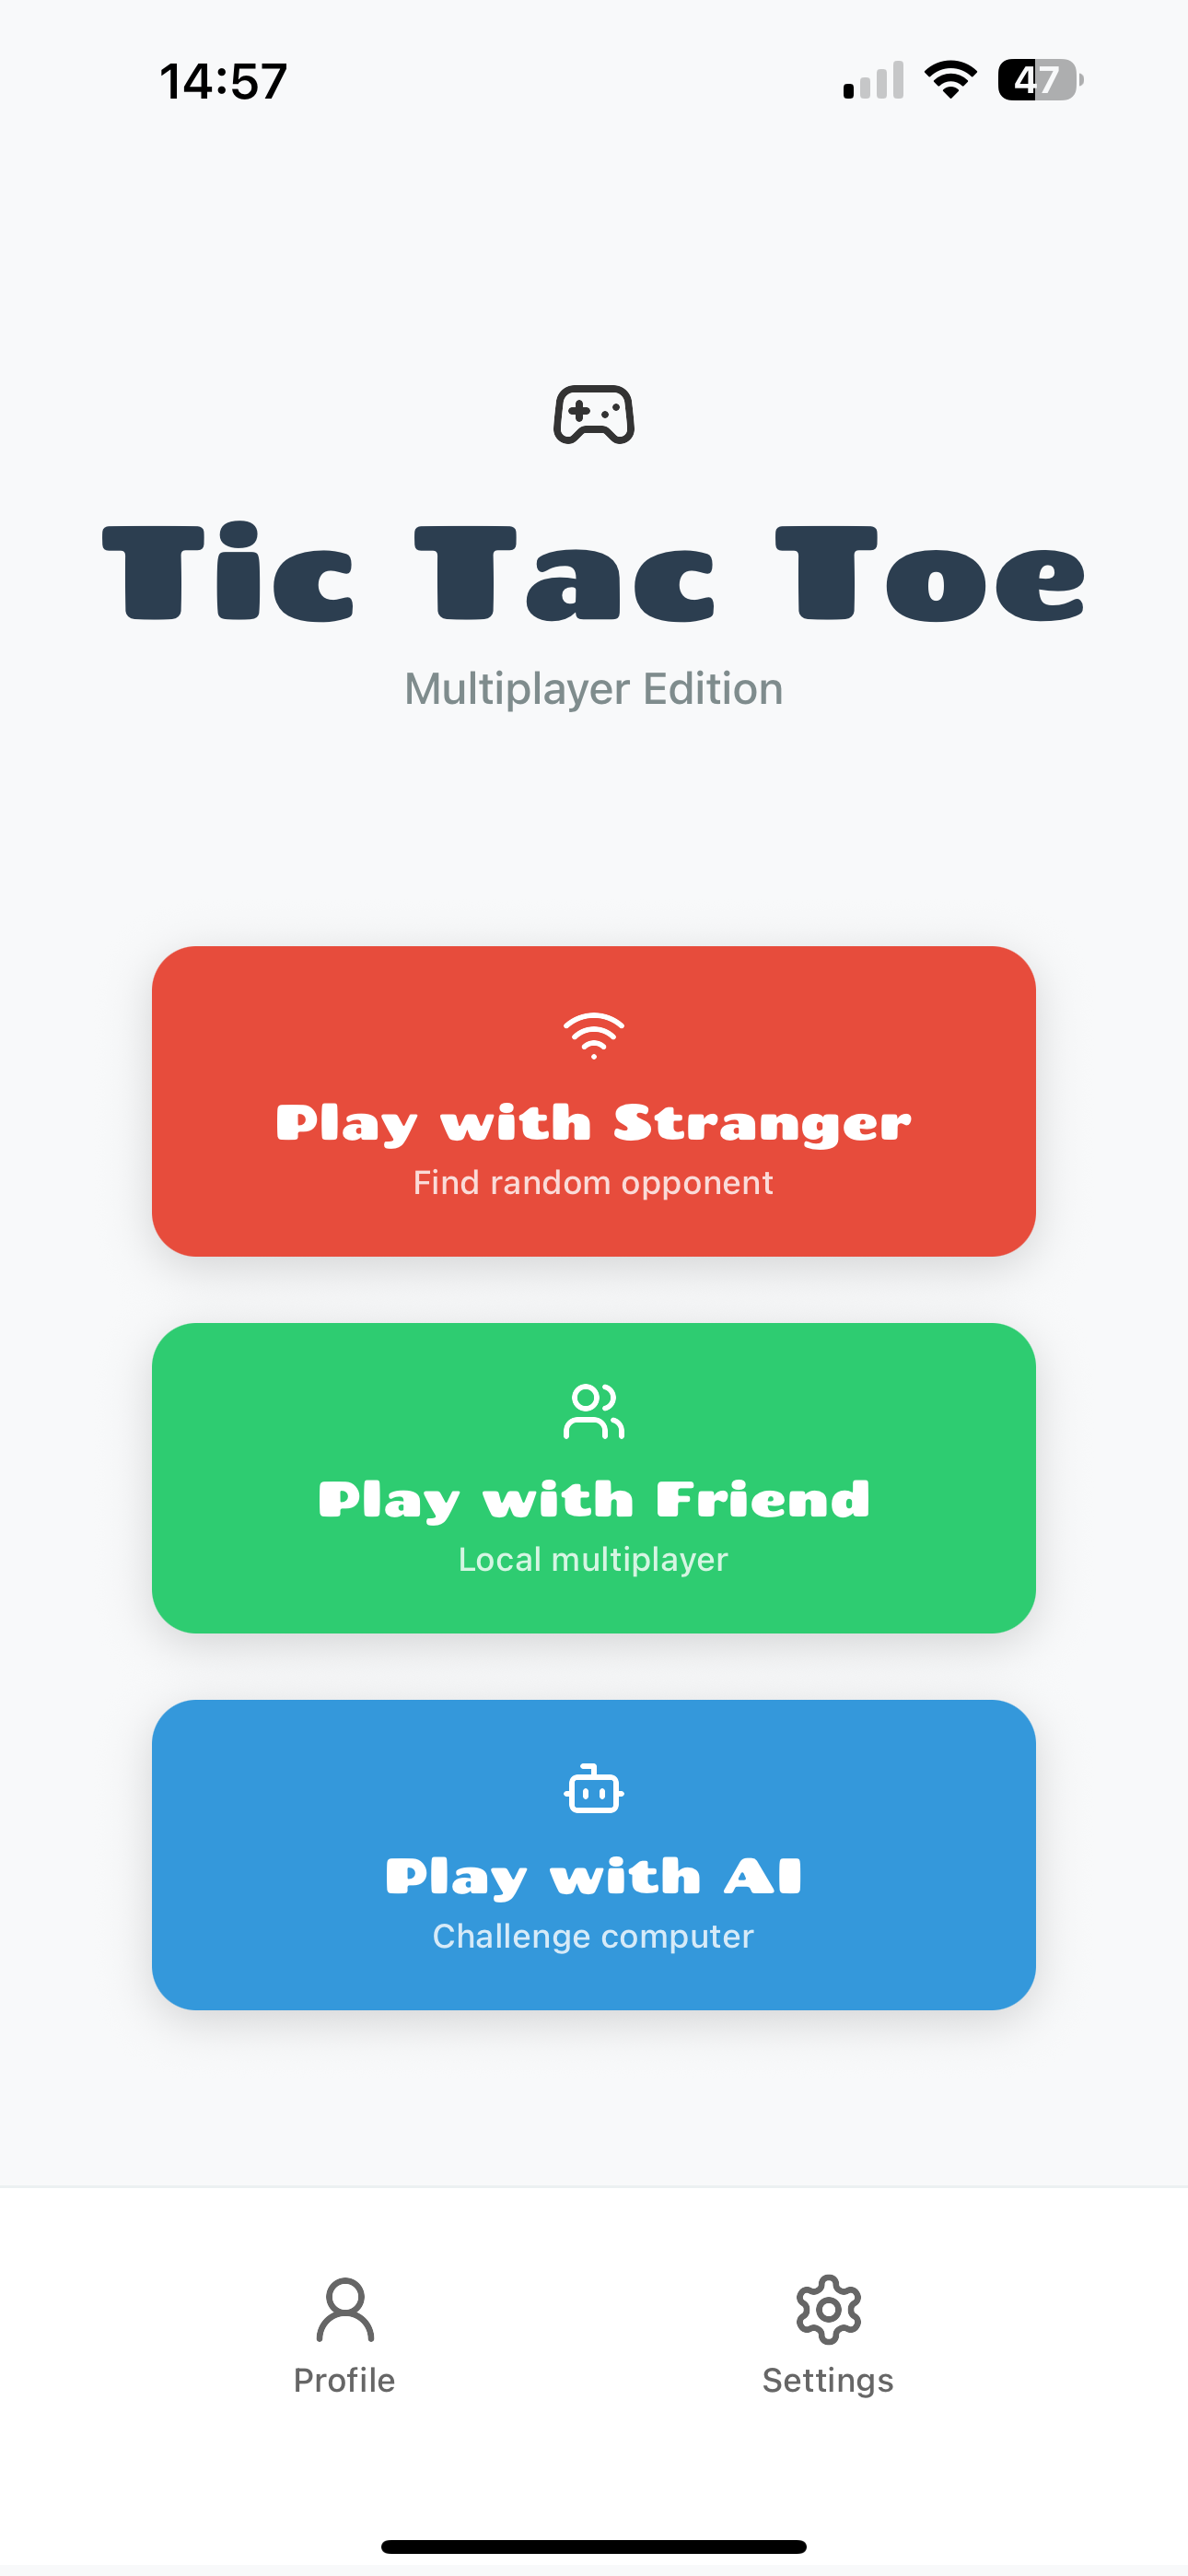 14:57
47
Tic Tac Toe
Multiplayer Edition
Play with Stranger
Find random opponent
Play with Friend
Local multiplayer
Play with AI
Challenge computer
Profile
Settings